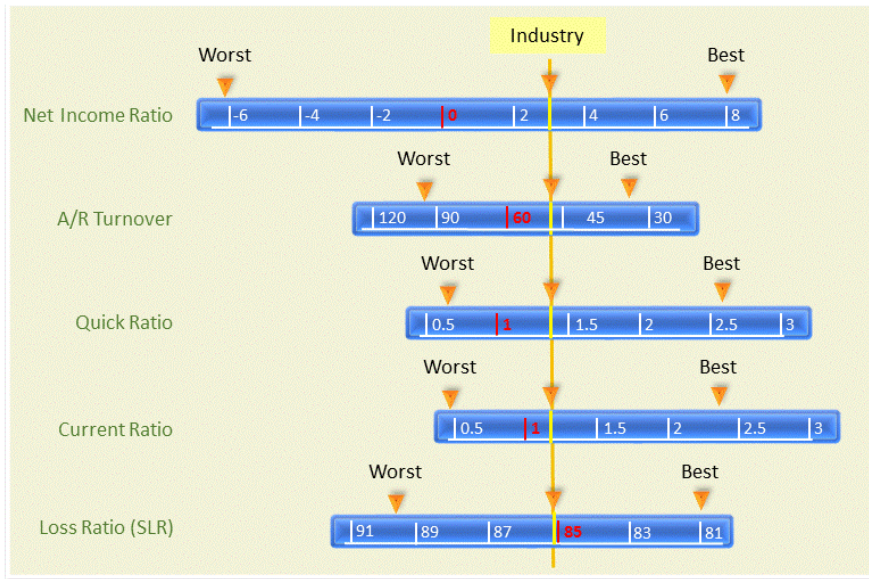 Industry
Worst
Best
Net Income Ratio
-6 -4 -2 0 2 4 6 8
Worst
Best
A/R Turnover
120 90 60 45 30
Worst
Best
Quick Ratio
0.5 1 1.5 2 2.5 3
Worst
Best
Current Ratio
0.5 1 1.5 2 2.5 3
Worst
Best
Loss Ratio (SLR)
91 89 87 85 83 81